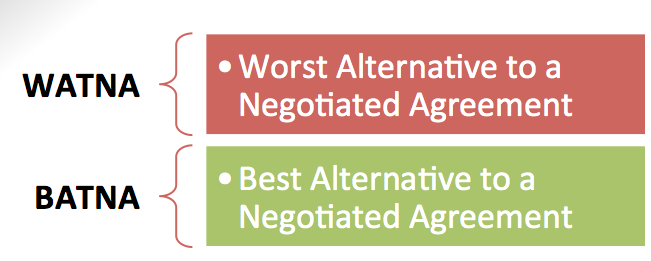 WATNA
• Worst Alternative to a
Negotiated Agreement
BATNA
• Best Alternative to a
Negotiated Agreement